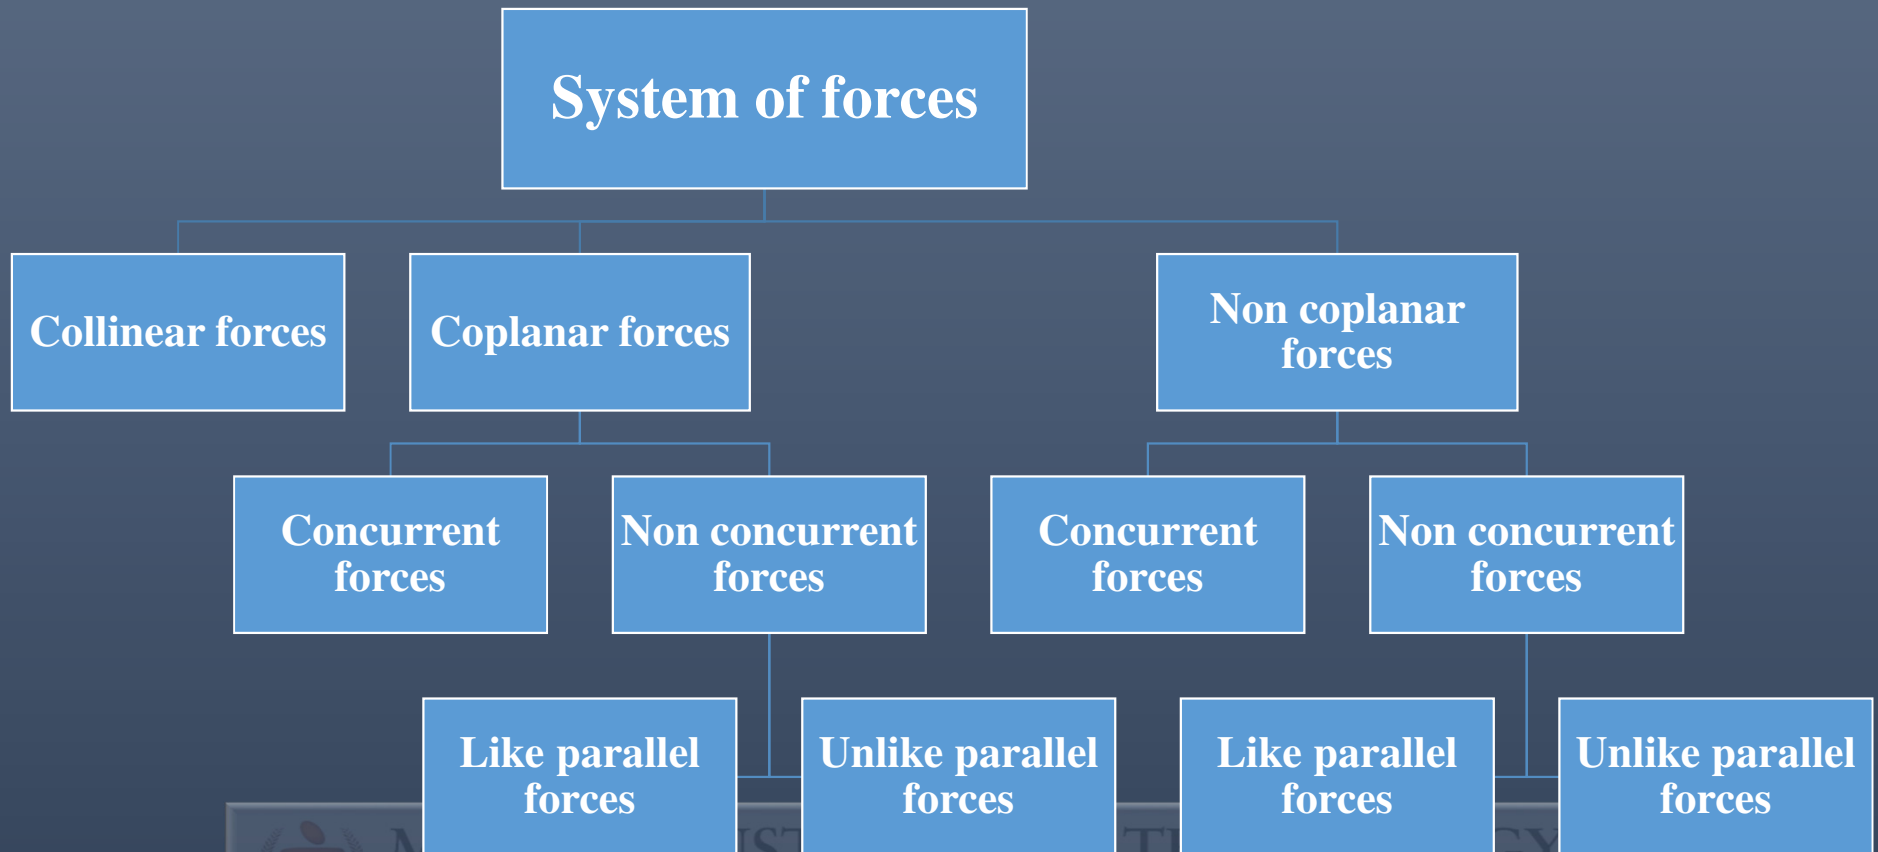 System of forces
Collinear forces
Coplanar forces
Non coplanar
forces
Concurrent
forces
Non concurrent
forces
Concurrent
forces
Non concurrent
forces
Like parallel
forces
Unlike parallel
forces
Like parallel
forces
Unlike parallel
forces